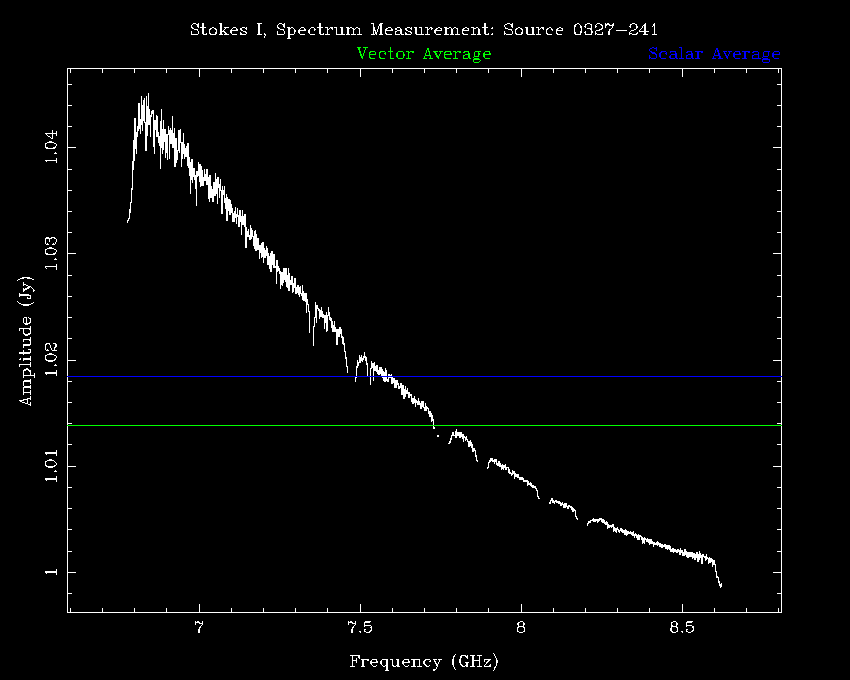 Stokes I, Spectrum Measurement: Source 0327-241
Vector Average Scalar Average
Amplitude (Jy)
1.04
1.03
1.02
1.01
1
7 7.5 8 8.5
Frequency (GHz)